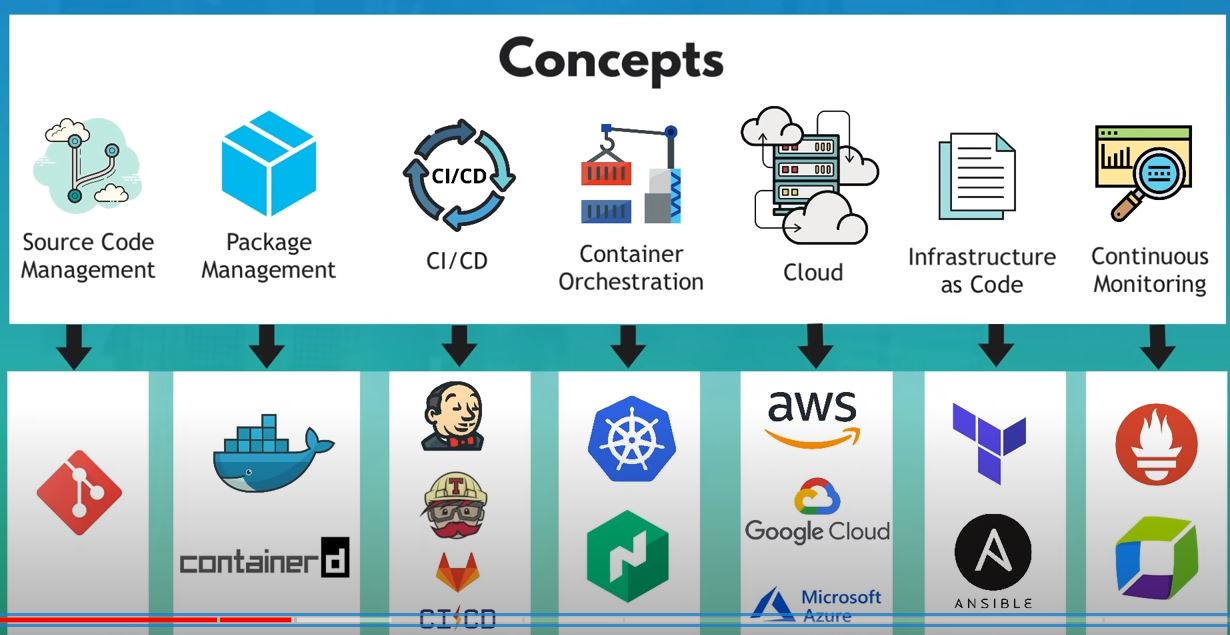 Concepts
CI/CD
Source Code
Management
Package
Management
CI/CD
Container
Orchestration
Cloud
Infrastructure
as Code
Continuous
Monitoring
T
aws
Google Cloud
containerd
Microsoft
Azure
ANSIBLE
CI CD